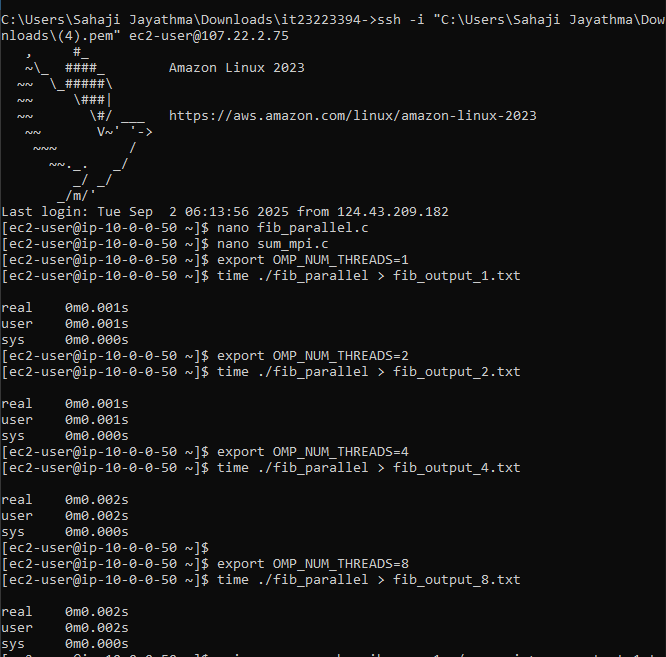 C:\Users\Sahaji Jayathma\Downloads\it23223394->ssh -i "C:\Users\Sahaji Jayathma\Dow
nloads\(4).pem" ec2-user@107.22.2.75
   ,     #_
   ~\_  ####_        Amazon Linux 2023
  ~~  \_#####\
  ~~     \###|
  ~~       \#/ ___   https://aws.amazon.com/linux/amazon-linux-2023
   ~~       V~' '->
    ~~~         /
      ~~._.   _/
         _/ _/
       _/m/'
Last login: Tue Sep  2 06:13:56 2025 from 124.43.209.182
[ec2-user@ip-10-0-0-50 ~]$ nano fib_parallel.c
[ec2-user@ip-10-0-0-50 ~]$ nano sum_mpi.c
[ec2-user@ip-10-0-0-50 ~]$ export OMP_NUM_THREADS=1
[ec2-user@ip-10-0-0-50 ~]$ time ./fib_parallel > fib_output_1.txt
real    0m0.001s
user    0m0.001s
sys     0m0.000s
[ec2-user@ip-10-0-0-50 ~]$ export OMP_NUM_THREADS=2
[ec2-user@ip-10-0-0-50 ~]$ time ./fib_parallel > fib_output_2.txt
real    0m0.001s
user    0m0.001s
sys     0m0.000s
[ec2-user@ip-10-0-0-50 ~]$ export OMP_NUM_THREADS=4
[ec2-user@ip-10-0-0-50 ~]$ time ./fib_parallel > fib_output_4.txt
real    0m0.002s
user    0m0.002s
sys     0m0.000s
[ec2-user@ip-10-0-0-50 ~]$
[ec2-user@ip-10-0-0-50 ~]$ export OMP_NUM_THREADS=8
[ec2-user@ip-10-0-0-50 ~]$ time ./fib_parallel > fib_output_8.txt
real    0m0.002s
user    0m0.002s
sys     0m0.000s